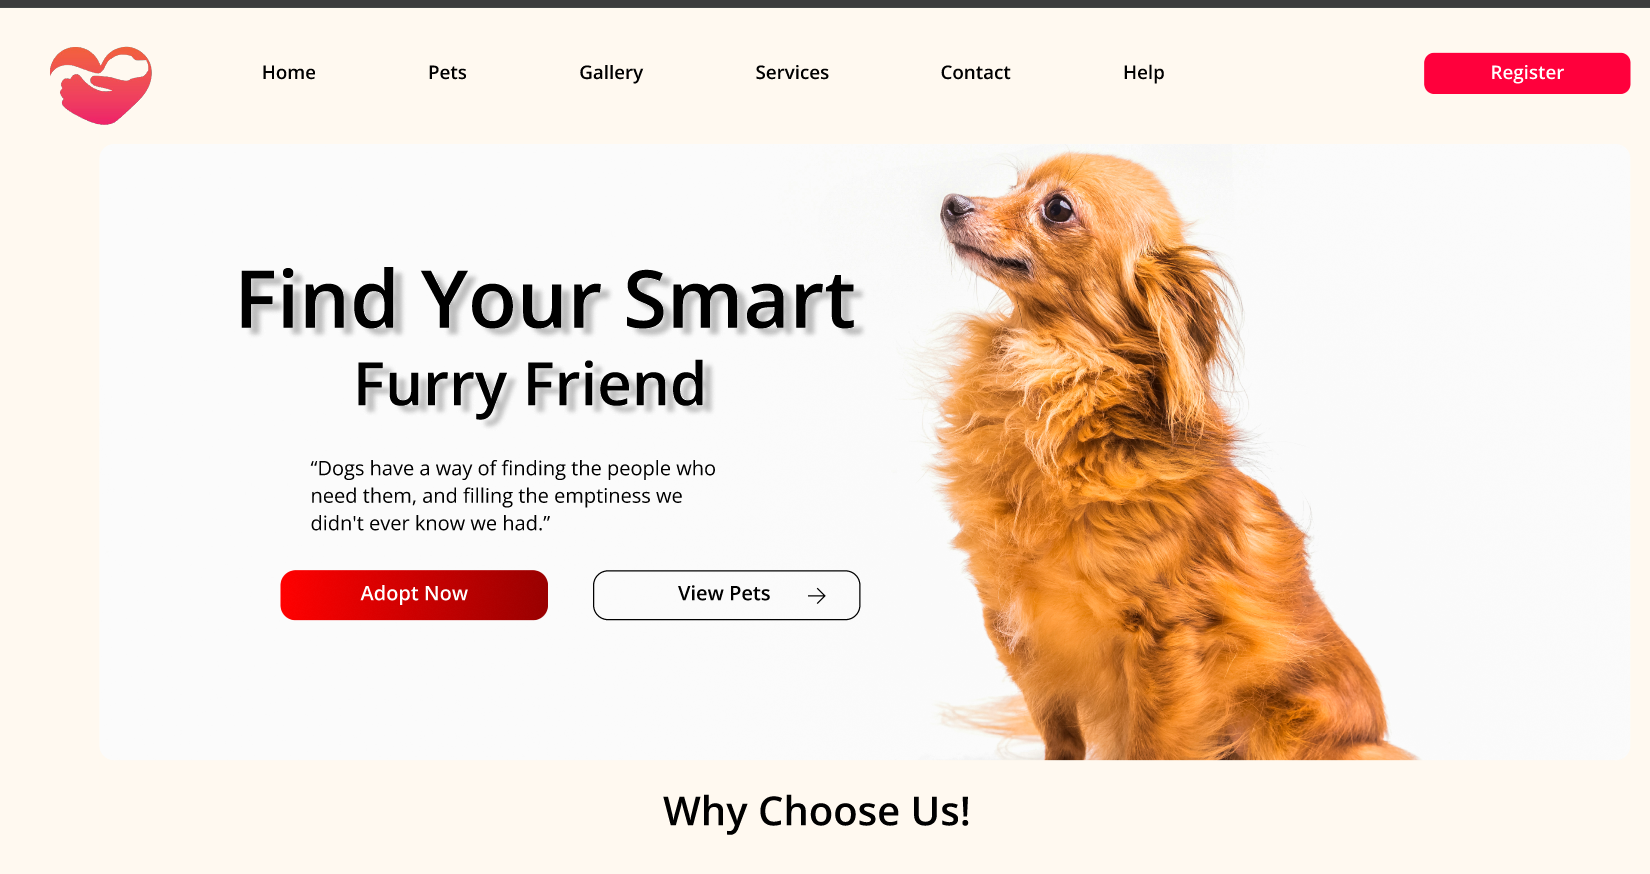 Home
Pets
Gallery
Services
Contact
Help
Register
Find Your Smart
Furry Friend
“Dogs have a way of finding the people who
need them, and filling the emptiness we
didn't ever know we had.”
Adopt Now
View Pets
Why Choose Us!